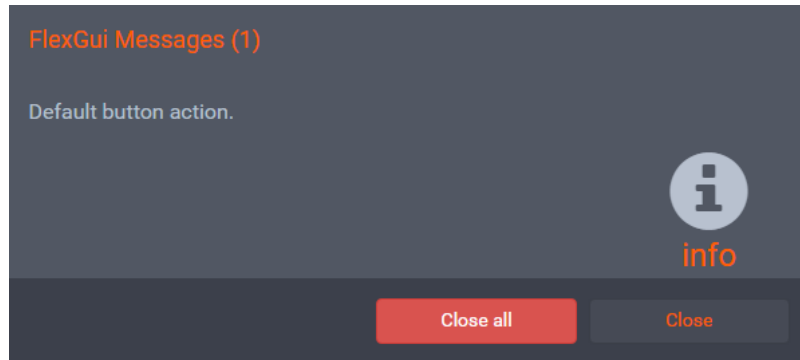 FlexGui Messages (1)
Default button action.
info
Close all
Close